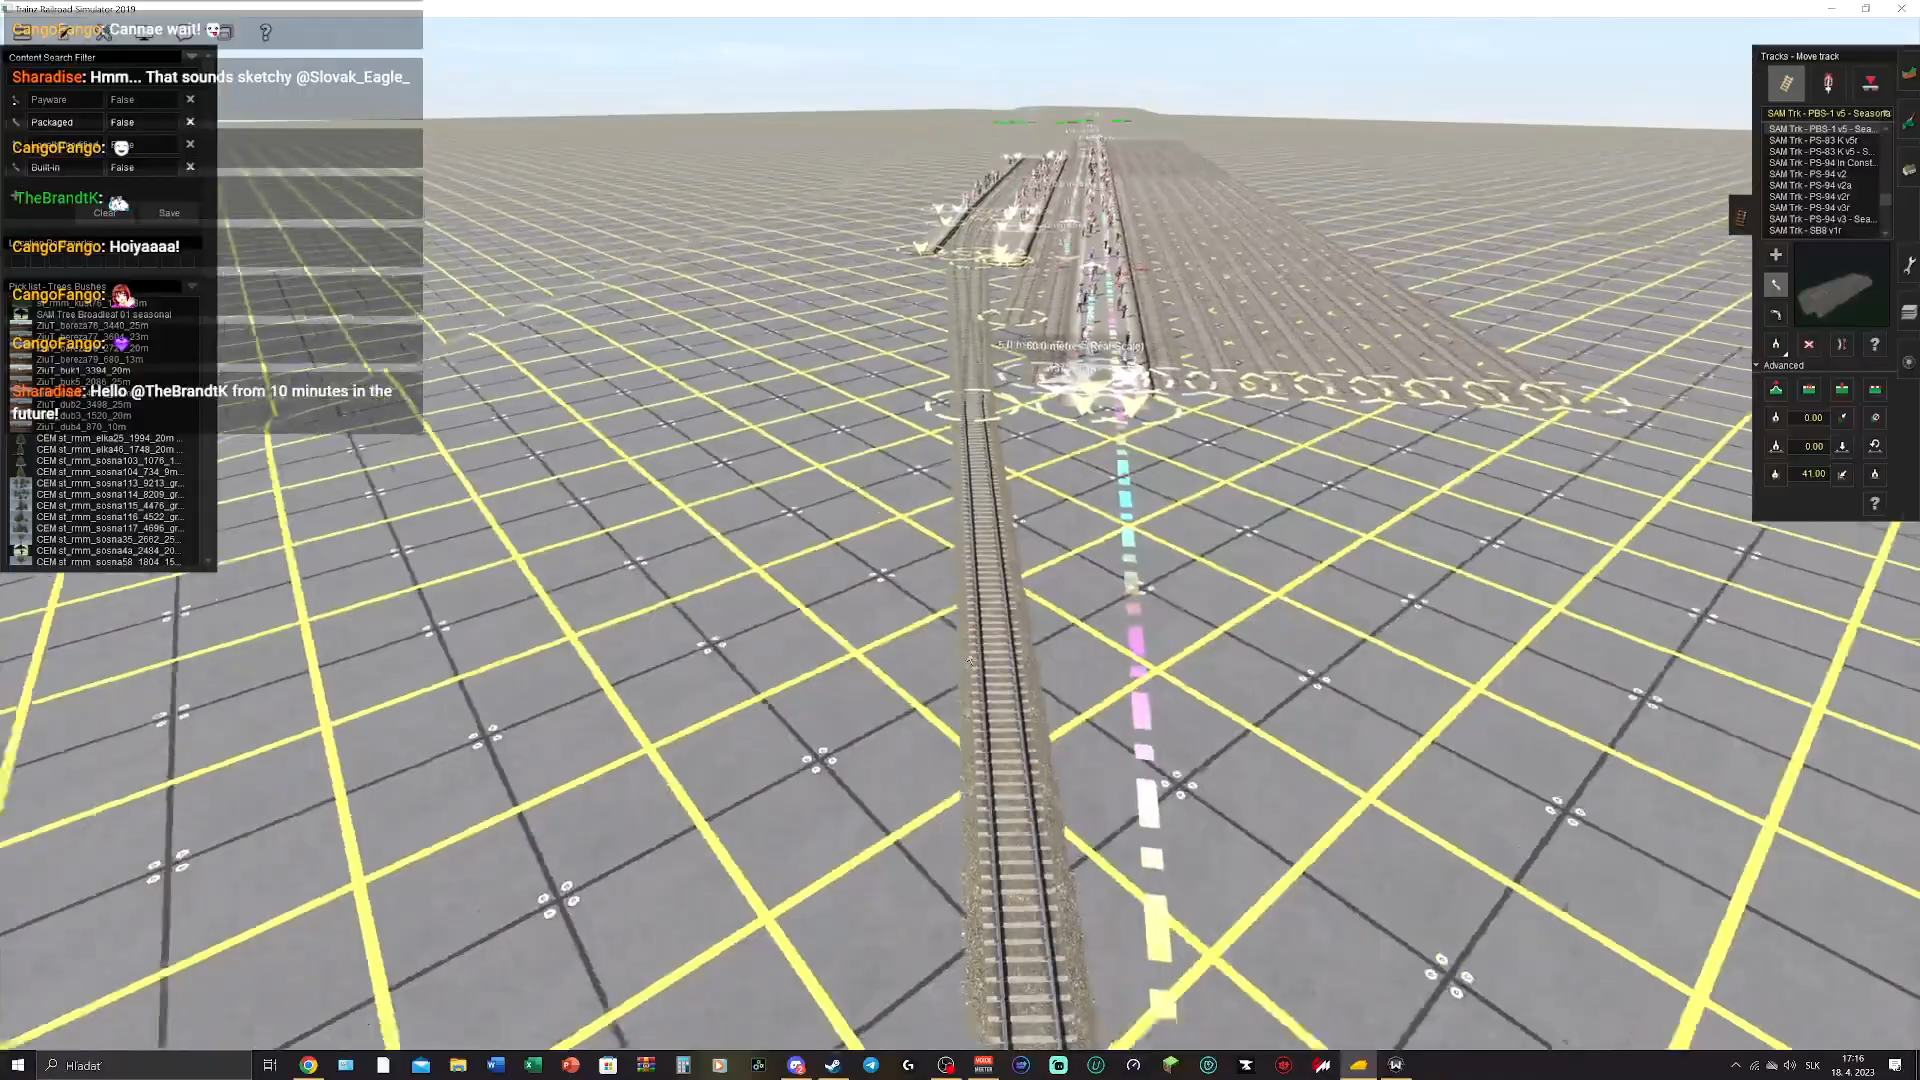 Trainz Railroad Simulator 2019
CangoFango: Cannae wait!
Content Search Filter
Sharadise: Hmm... That sounds sketchy @Slovak_Eagle_
Payware False
Packaged False
CangoFango:
Built-in False
TheBrandtK:
Clear Save
CangoFango: Hoiyaaaa!
Pick list - Trees Bushes
CangoFango:
SAM Tree Broadleaf 01 seasonal
ZiuT_bereza76_3440_25m
CangoFango:
ZiuT_bereza79_680_13m
ZiuT_buk1_3394_20m
Sharadise: Hello @TheBrandtK from 10 minutes in the
future!
ZiuT_dub4_870_10m
CEM st_rmm_elka25_1994_20m ...
CEM st_rmm_elka46_1748_20m ...
CEM st_rmm_sosna103_1076_1...
CEM st_rmm_sosna104_734_9m...
CEM st_rmm_sosna113_9213_gr...
CEM st_rmm_sosna114_8209_gr...
CEM st_rmm_sosna115_4476_gr...
CEM st_rmm_sosna116_4522_gr...
CEM st_rmm_sosna117_4696_gr...
CEM st_rmm_sosna35_2662_25...
CEM st_rmm_sosna4a_2484_20...
CEM st_rmm_sosna58_1804_15...
60.0 metres (Real Scale)
Tracks - Move track
SAM Trk - PBS-1 v5 - Seasona
SAM Trk - PBS-1 v5 - Sea...
SAM Trk - PS-83 K v5r
SAM Trk - PS-83 K v5 - S...
SAM Trk - PS-94 In Const...
SAM Trk - PS-94 v2
SAM Trk - PS-94 v2a
SAM Trk - PS-94 v2r
SAM Trk - PS-94 v3r
SAM Trk - PS-94 v3 - Sea...
SAM Trk - SB8 v1r
Advanced
0.00
0.00
41.00
Hľadať
SLK
17:16
18. 4. 2023